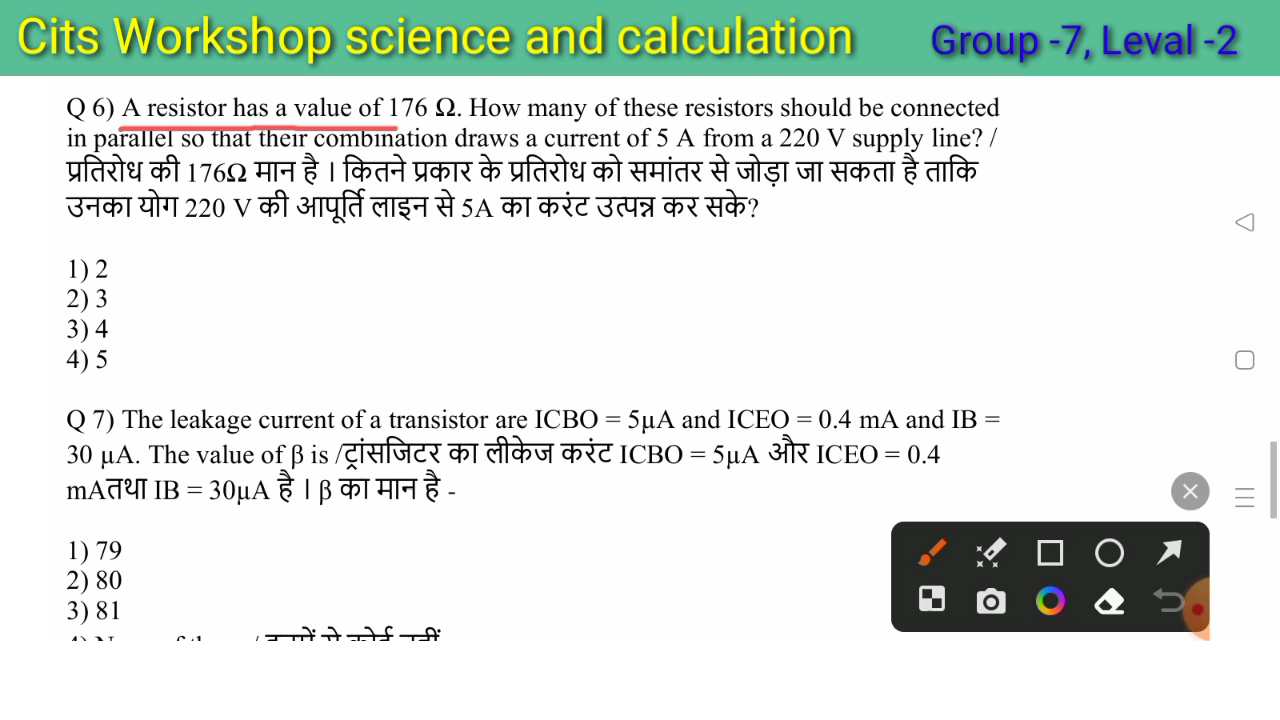 Cits Workshop science and calculation Group -7, Leval -2
Q 6) A resistor has a value of 176 Ω. How many of these resistors should be connected
in parallel so that their combination draws a current of 5 A from a 220 V supply line? /
प्रतिरोध की 176Ω मान है । कितने प्रकार के प्रतिरोध को समांतर से जोड़ा जा सकता है ताकि
उनका योग 220 V की आपूर्ति लाइन से 5A का करंट उत्पन्न कर सके?
1) 2
2) 3
3) 4
4) 5
Q 7) The leakage current of a transistor are ICBO = 5μA and ICEO = 0.4 mA and IB =
30 μA. The value of β is /ट्रांसजिटर का लीकेज करंट ICBO = 5μA और ICEO = 0.4
mAतथा IB = 30μA है । β का मान है -
1) 79
2) 80
3) 81